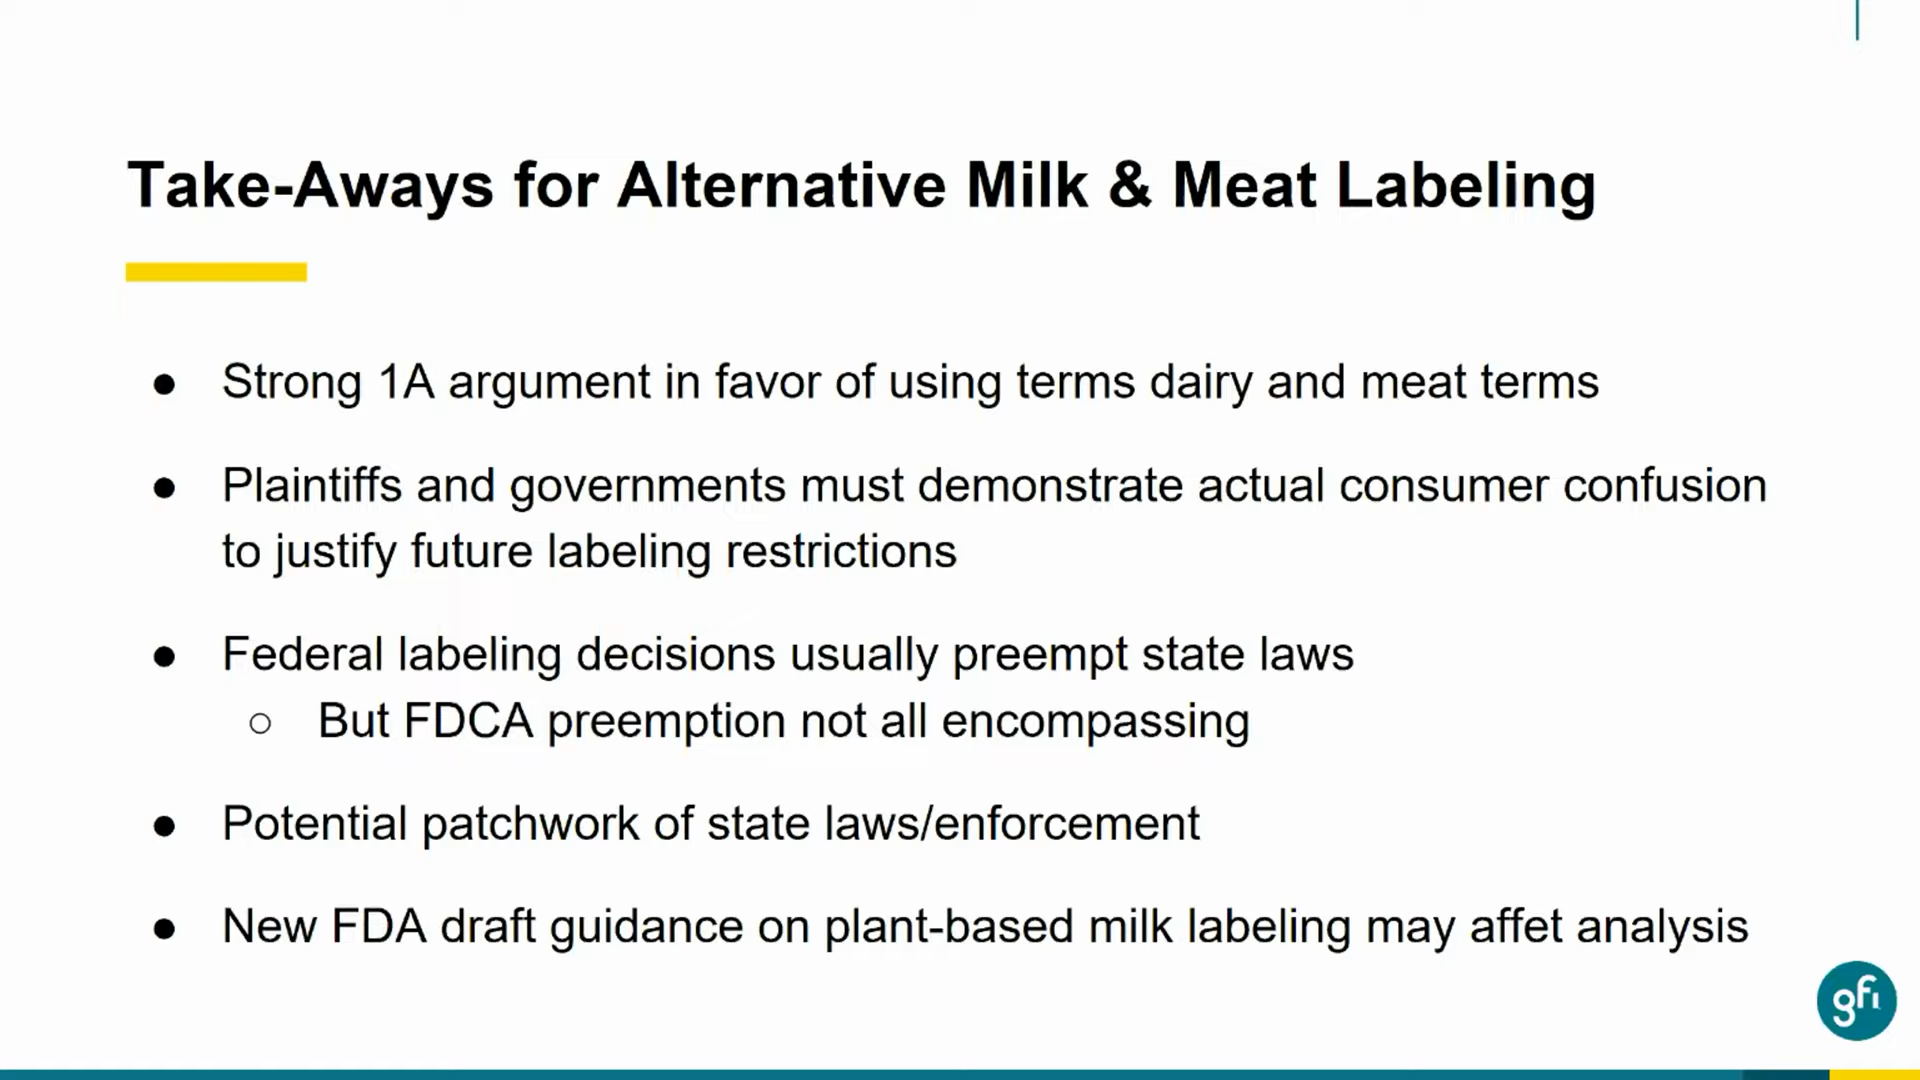 Take-Aways for Alternative Milk & Meat Labeling
● Strong 1A argument in favor of using terms dairy and meat terms
● Plaintiffs and governments must demonstrate actual consumer confusion
to justify future labeling restrictions
● Federal labeling decisions usually preempt state laws
○ But FDCA preemption not all encompassing
● Potential patchwork of state laws/enforcement
● New FDA draft guidance on plant-based milk labeling may affet analysis
gfi